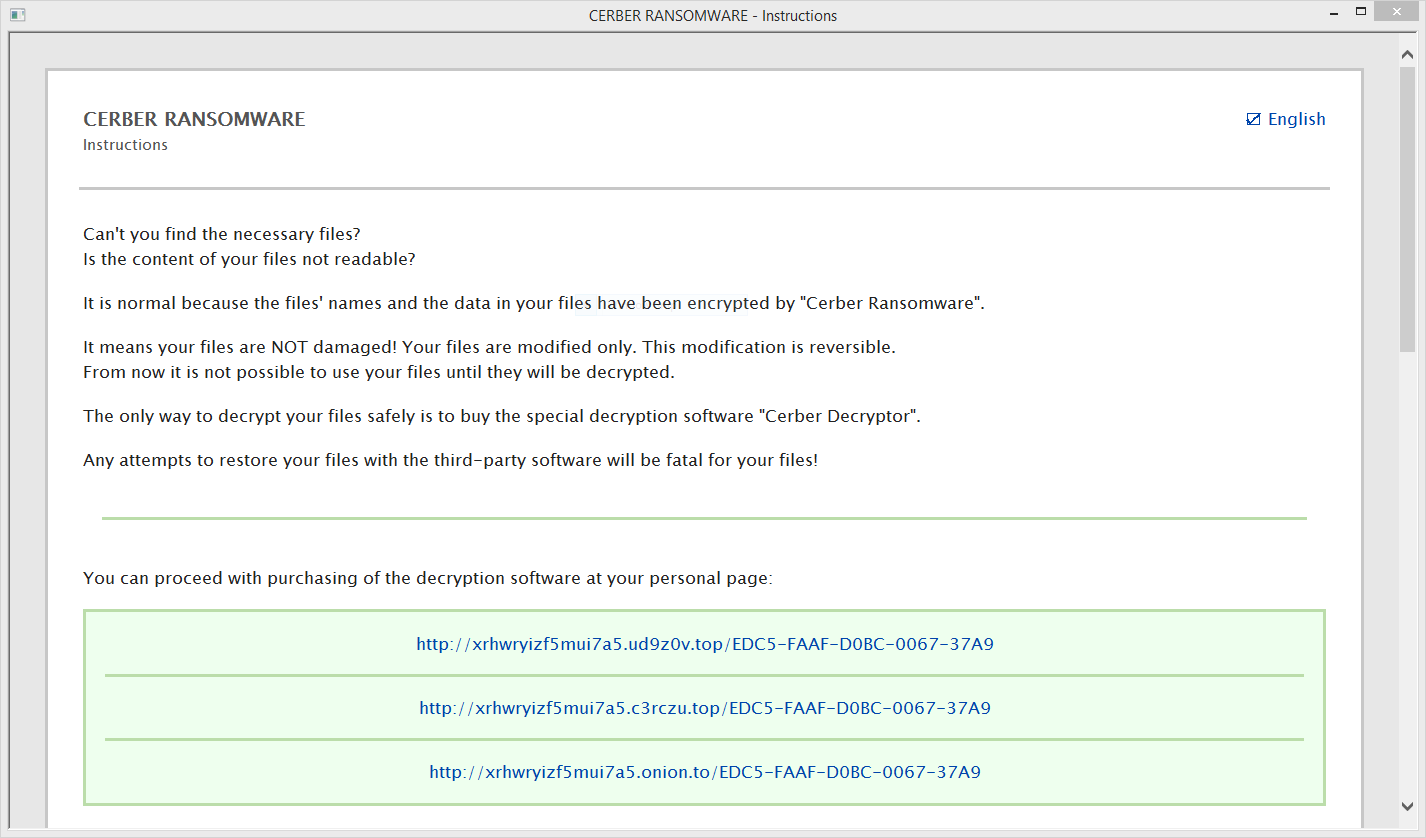 CERBER RANSOMWARE - Instructions
CERBER RANSOMWARE
English
Instructions
Can't you find the necessary files?
Is the content of your files not readable?
It is normal because the files' names and the data in your files have been encrypted by "Cerber Ransomware".
It means your files are NOT damaged! Your files are modified only. This modification is reversible.
From now it is not possible to use your files until they will be decrypted.
The only way to decrypt your files safely is to buy the special decryption software "Cerber Decryptor".
Any attempts to restore your files with the third-party software will be fatal for your files!
You can proceed with purchasing of the decryption software at your personal page:
http://xrhwryizf5mui7a5.ud9z0v.top/EDC5-FAAF-D0BC-0067-37A9
http://xrhwryizf5mui7a5.c3rczu.top/EDC5-FAAF-D0BC-0067-37A9
http://xrhwryizf5mui7a5.onion.to/EDC5-FAAF-D0BC-0067-37A9